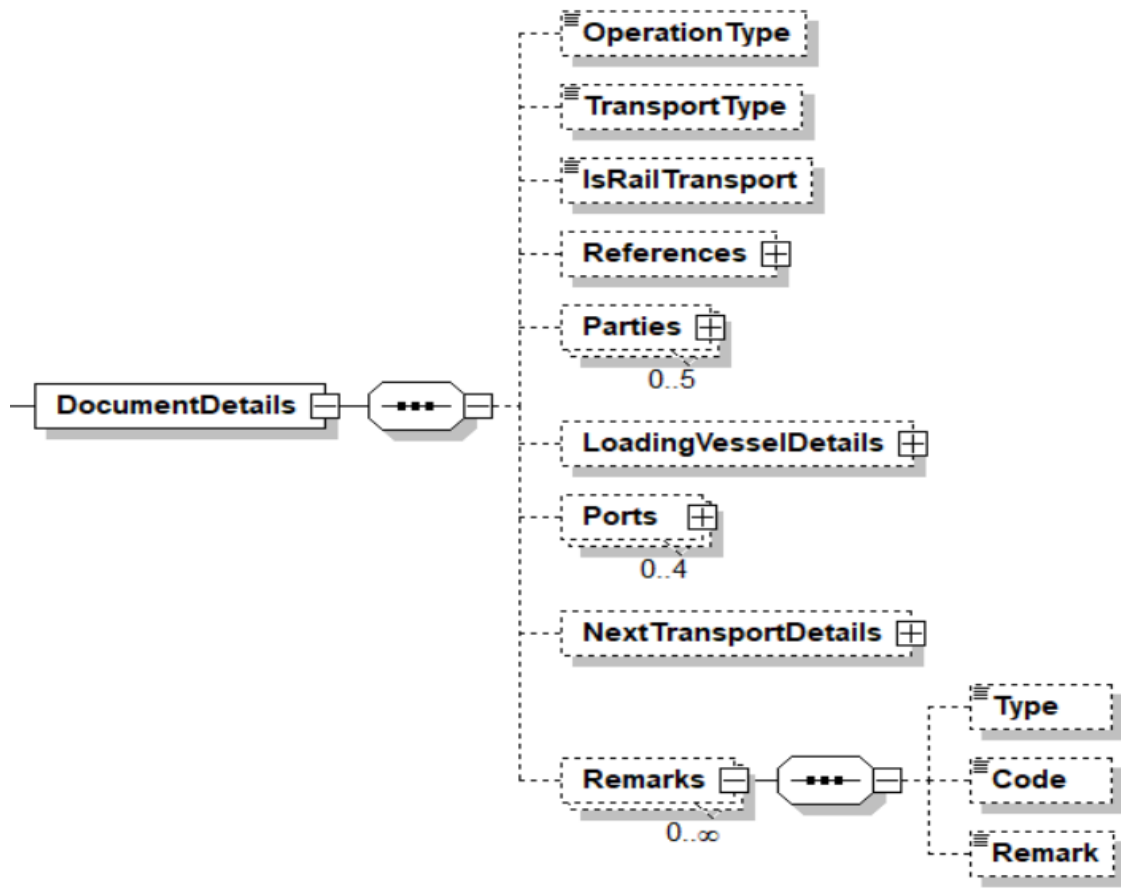 OperationType
TransportType
IsRailTransport
References
Parties
0..5
DocumentDetails
LoadingVesselDetails
Ports
0..4
NextTransportDetails
Type
Remarks
Code
0..∞
Remark